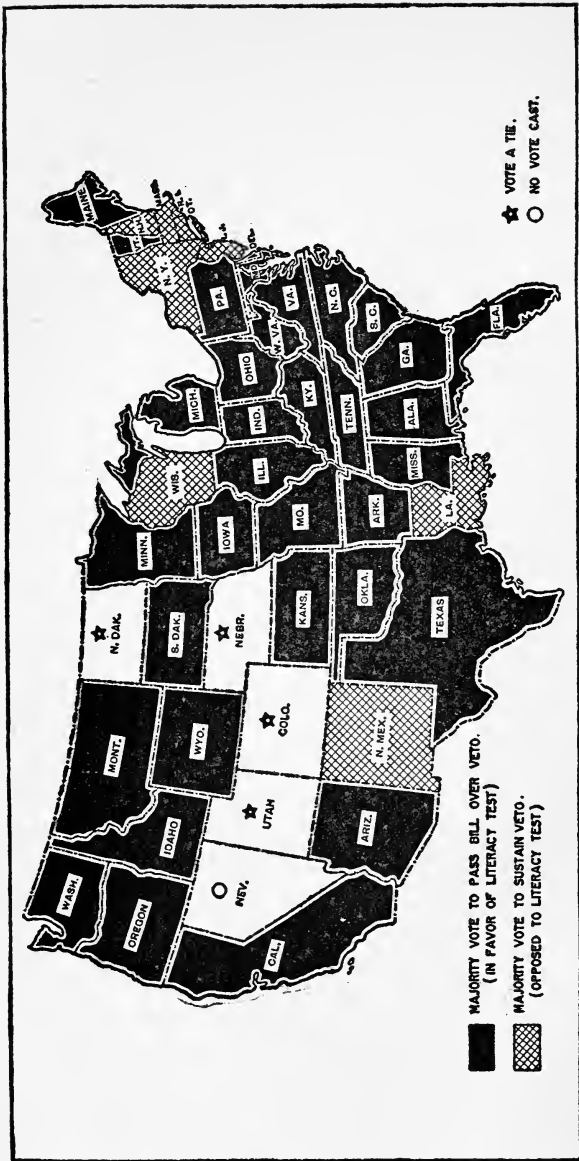 WASH.
OREGON
CAL.
NEV.
IDAHO
MONT.
WYO.
UTAH
COLO.
ARIZ.
N. MEX.
N. DAK.
S. DAK.
NEBR.
KANS.
OKLA.
TEXAS
MINN.
IOWA
MO.
ARK.
LA.
WIS.
ILL.
MICH.
IND.
OHIO
KY.
TENN.
MISS.
ALA.
GA.
FLA.
S. C.
N. C.
VA.
W. VA.
PA.
N.Y.
MAINE
VT.
CT.
DEL.
VOTE A TIE.
NO VOTE CAST.
MAJORITY VOTE TO PASS BILL OVER VETO.
(IN FAVOR OF LITERACY TEST)
MAJORITY VOTE TO SUSTAIN VETO.
(OPPOSED TO LITERACY TEST)